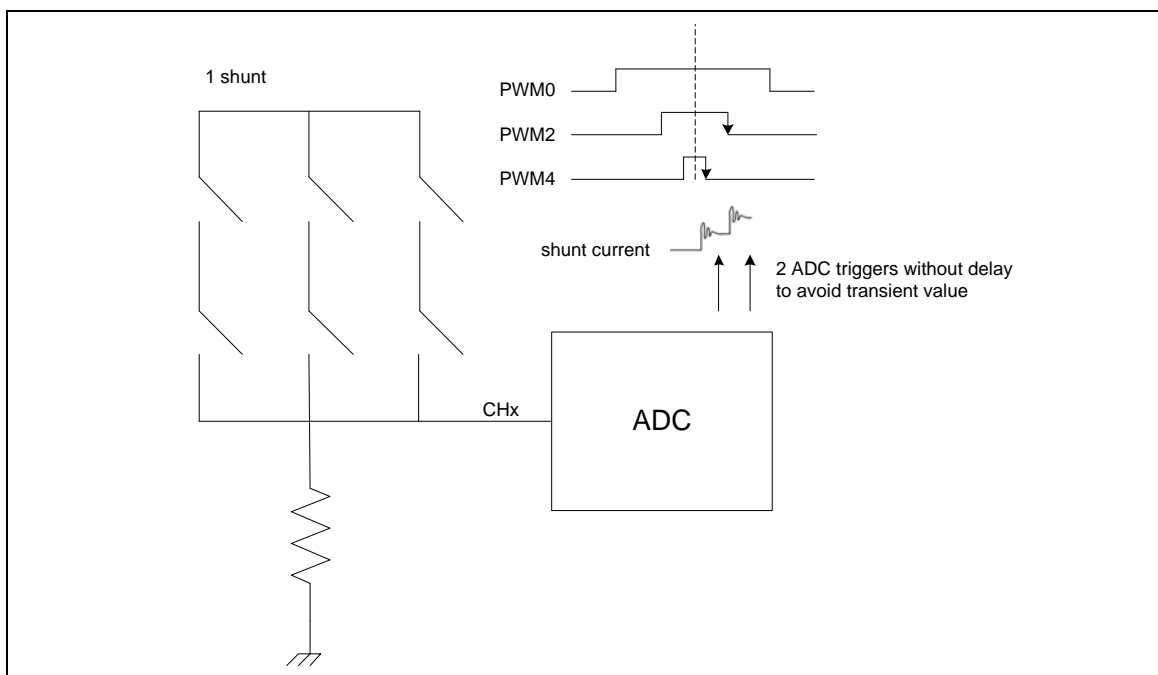 1 shunt
PWM0
PWM2
PWM4
shunt current
2 ADC triggers without delay
to avoid transient value
CHx
ADC